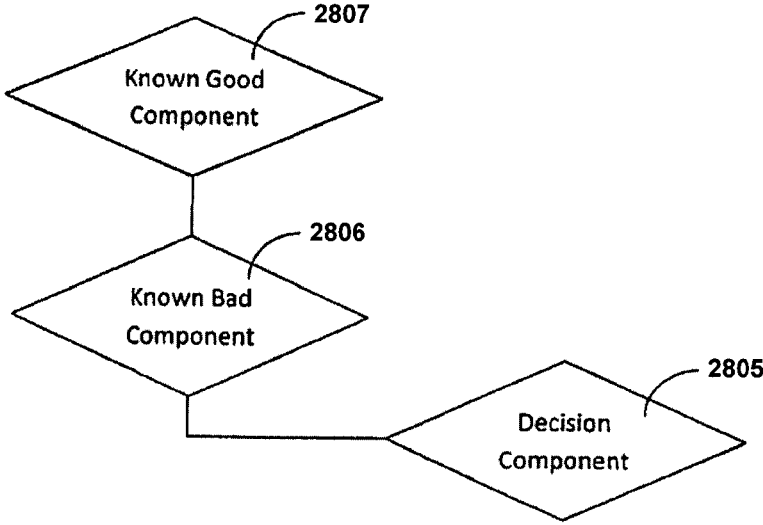 2807
Known Good
Component
2806
Known Bad
Component
2805
Decision
Component